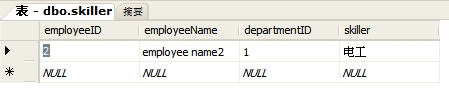 表 - dbo.skiller 摘要
employeeID employeeName departmentID skiller
2 employee name2 1 电工
NULL NULL NULL NULL